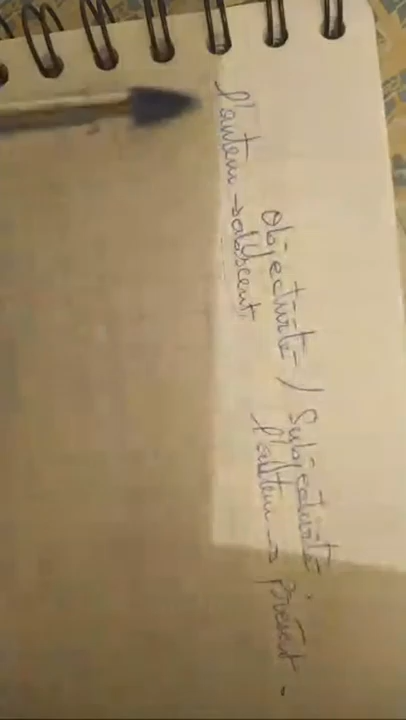 Objectivité / Subjectivité.
l'auteur → absent.
l'auteur → présent.